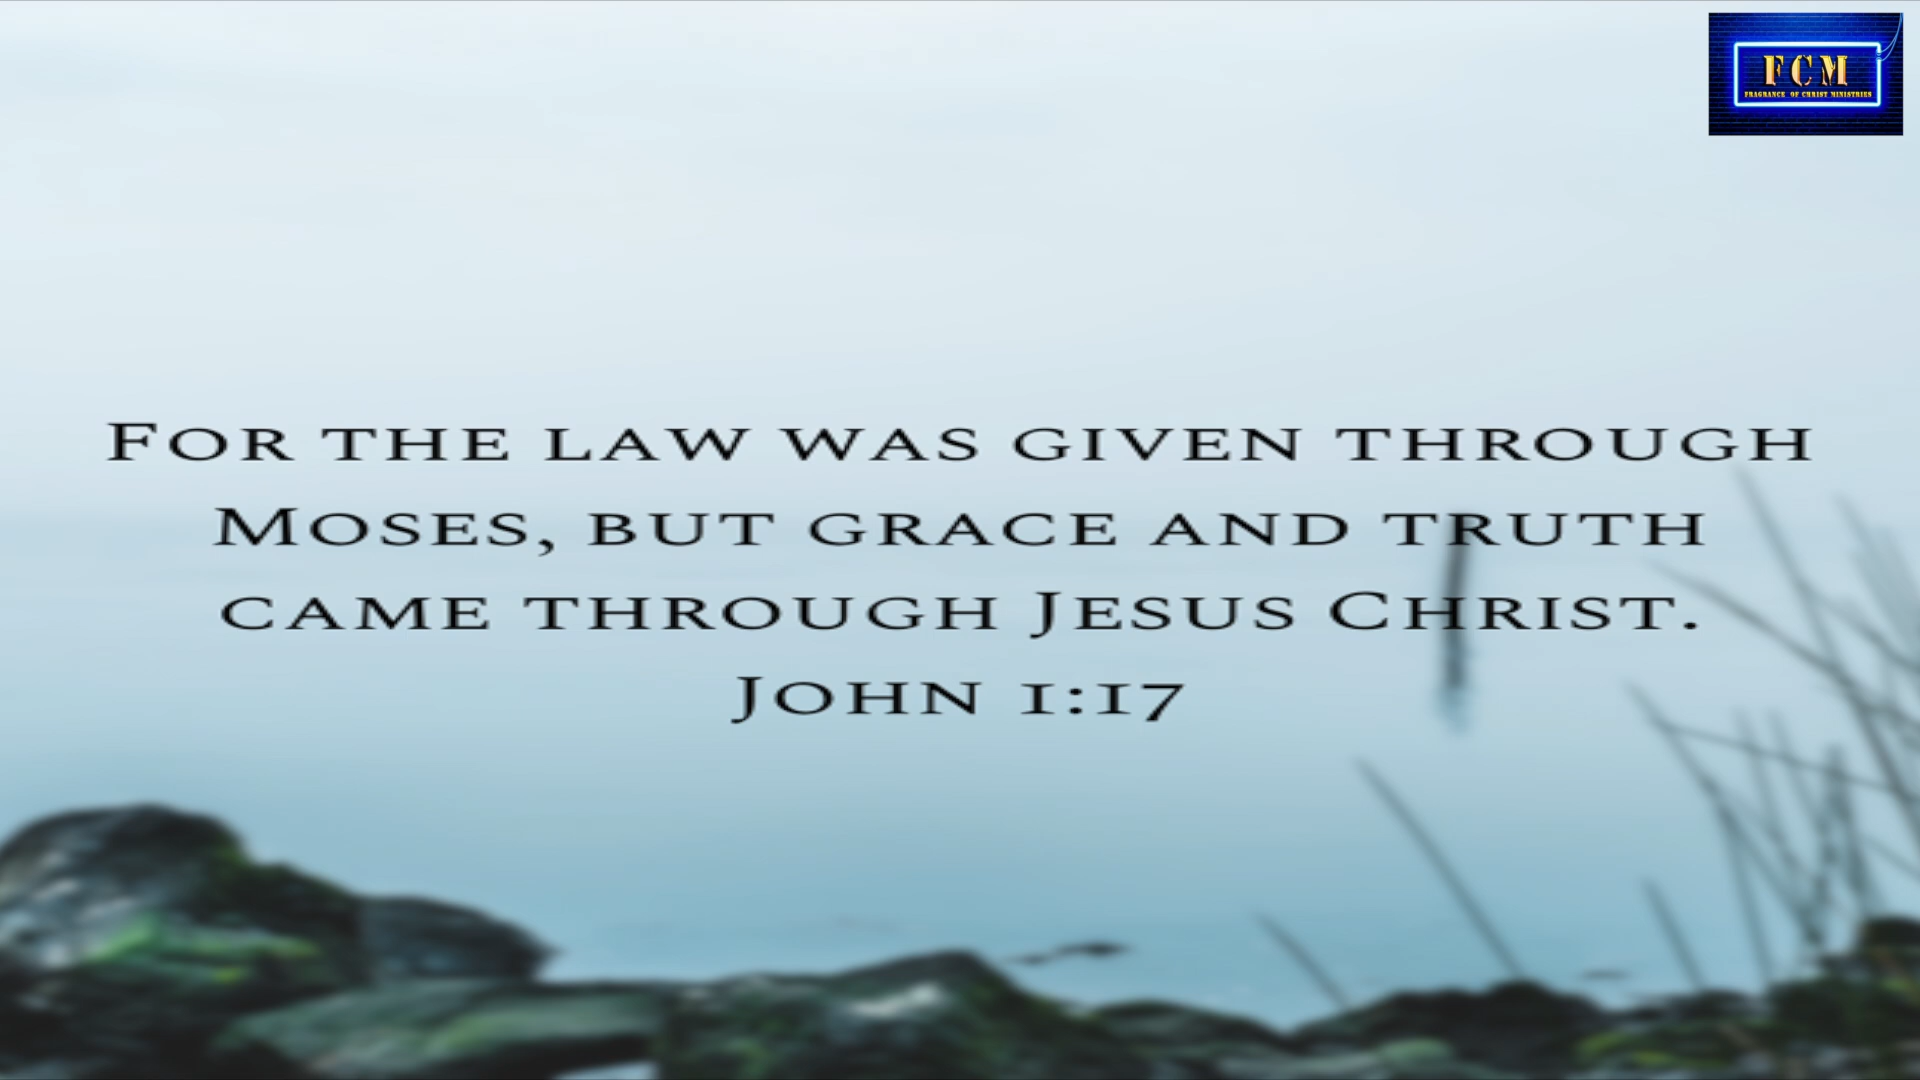 FCM
FRAGRANCE OF CHRIST MINISTRIES
For the law was given through
Moses, but grace and truth
came through Jesus Christ.
John 1:17